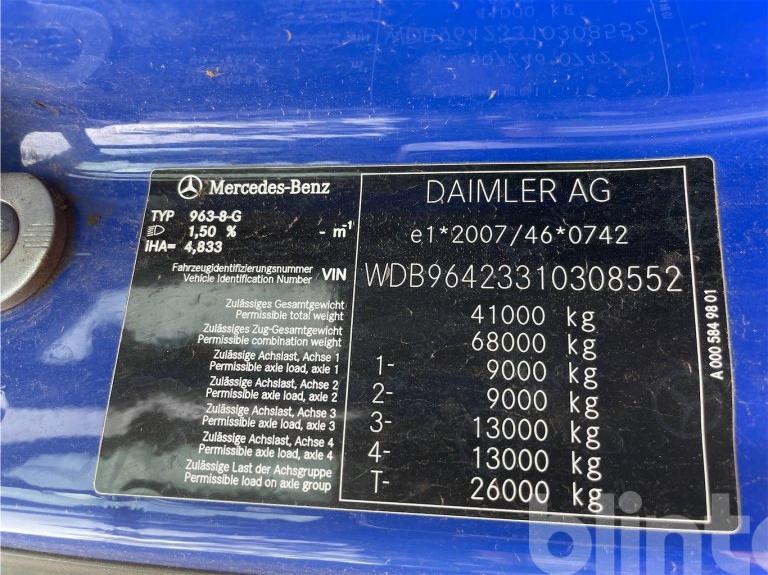 Mercedes-Benz
DAIMLER AG
TYP 963-8-G
1,50 % - m⁻¹
e1*2007/46*0742
iHA= 4,833
Fahrzeugidentifizierungsnummer
Vehicle Identification Number VIN WDB96423310308552
Zulässiges Gesamtgewicht
Permissible total weight 41000 kg
Zulässiges Zug-Gesamtgewicht
Permissible combination weight 68000 kg
Zulässige Achslast, Achse 1
Permissible axle load, axle 1 1- 9000 kg
Zulässige Achslast, Achse 2
Permissible axle load, axle 2 2- 9000 kg
Zulässige Achslast, Achse 3
Permissible axle load, axle 3 3- 13000 kg
Zulässige Achslast, Achse 4
Permissible axle load, axle 4 4- 13000 kg
Zulässige Last der Achsgruppe
Permissible load on axle group T- 26000 kg
A 000 584 98 01